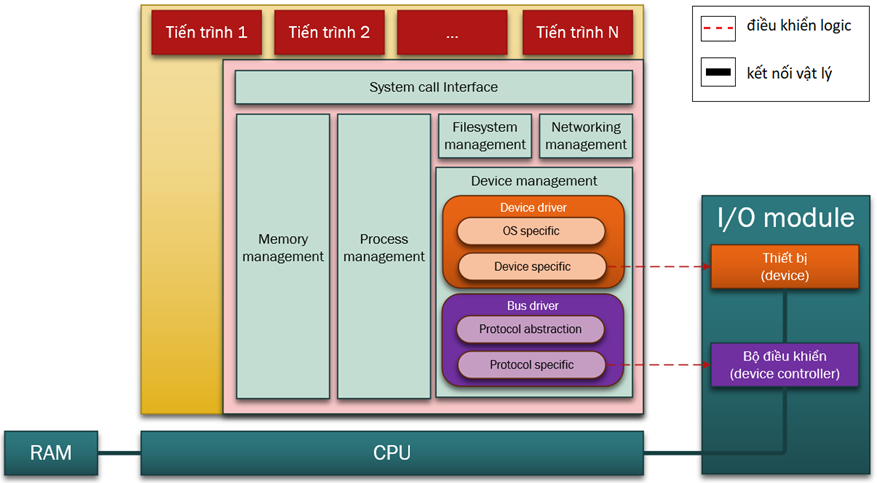 Tiến trình 1
Tiến trình 2
...
Tiến trình N
điều khiển logic
kết nối vật lý
System call Interface
Memory
management
Process
management
Filesystem
management
Networking
management
Device management
Device driver
OS specific
Device specific
Bus driver
Protocol abstraction
Protocol specific
I/O module
Thiết bị
(device)
Bộ điều khiển
(device controller)
RAM
CPU